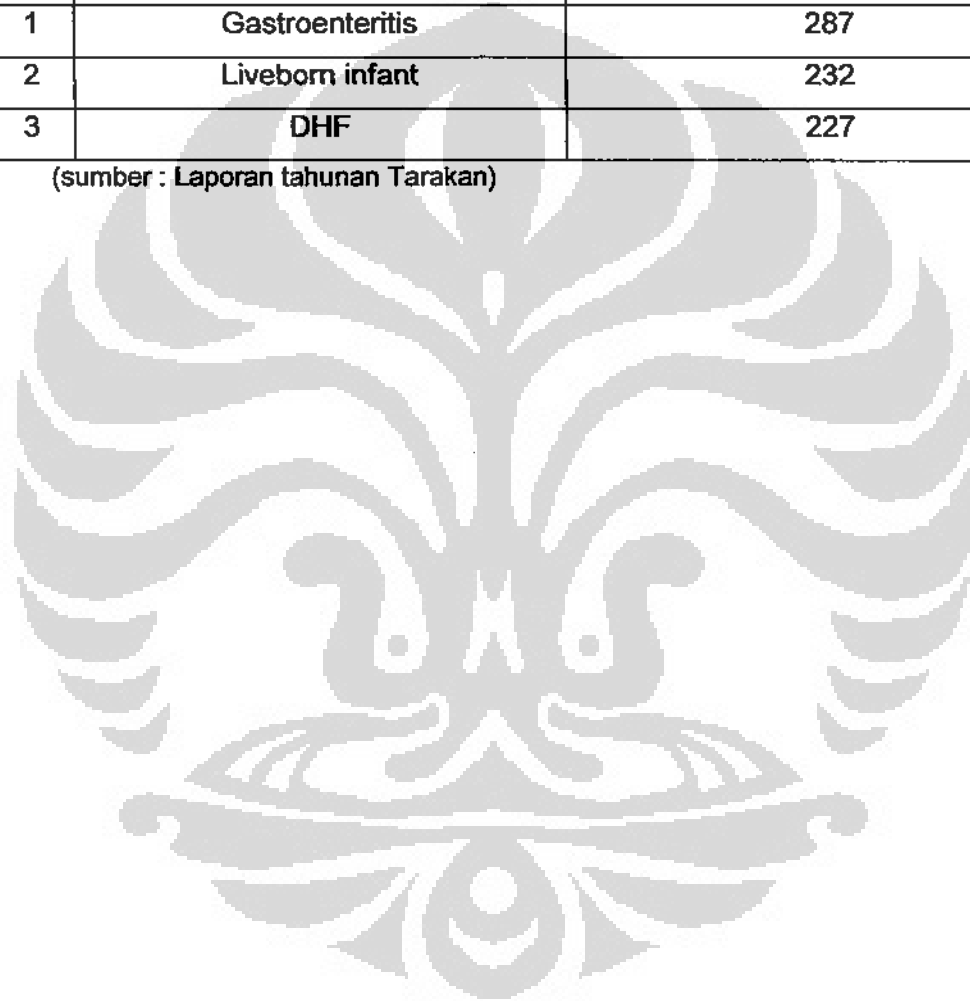 1 Gastroenteritis 287
2 Liveborn infant 232
3 DHF 227
(sumber : Laporan tahunan Tarakan)